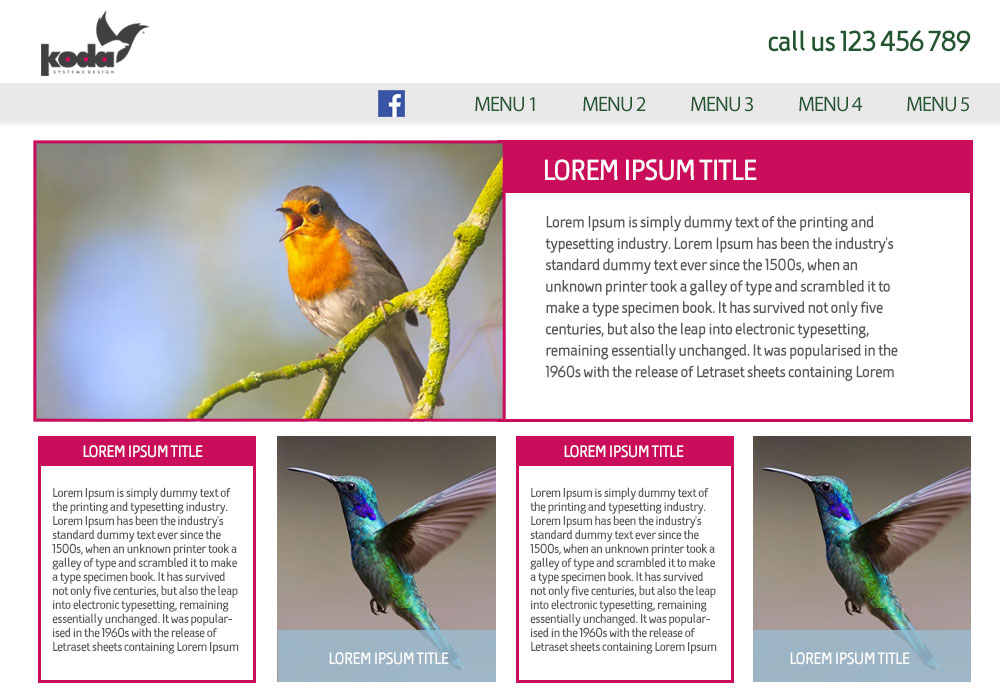 koda
SYSTEMS DESIGN
call us 123 456 789
MENU 1
MENU 2
MENU 3
MENU 4
MENU 5
LOREM IPSUM TITLE
Lorem Ipsum is simply dummy text of the printing and
typesetting industry. Lorem Ipsum has been the industry's
standard dummy text ever since the 1500s, when an
unknown printer took a galley of type and scrambled it to
make a type specimen book. It has survived not only five
centuries, but also the leap into electronic typesetting,
remaining essentially unchanged. It was popularised in the
1960s with the release of Letraset sheets containing Lorem
LOREM IPSUM TITLE
Lorem Ipsum is simply dummy text of
the printing and typesetting industry.
Lorem Ipsum has been the industry's
standard dummy text ever since the
1500s, when an unknown printer took a
galley of type and scrambled it to make
a type specimen book. It has survived
not only five centuries, but also the leap
into electronic typesetting, remaining
essentially unchanged. It was popular-
ised in the 1960s with the release of
Letraset sheets containing Lorem Ipsum
LOREM IPSUM TITLE
LOREM IPSUM TITLE
Lorem Ipsum is simply dummy text of
the printing and typesetting industry.
Lorem Ipsum has been the industry's
standard dummy text ever since the
1500s, when an unknown printer took a
galley of type and scrambled it to make
a type specimen book. It has survived
not only five centuries, but also the leap
into electronic typesetting, remaining
essentially unchanged. It was popular-
ised in the 1960s with the release of
Letraset sheets containing Lorem Ipsum
LOREM IPSUM TITLE